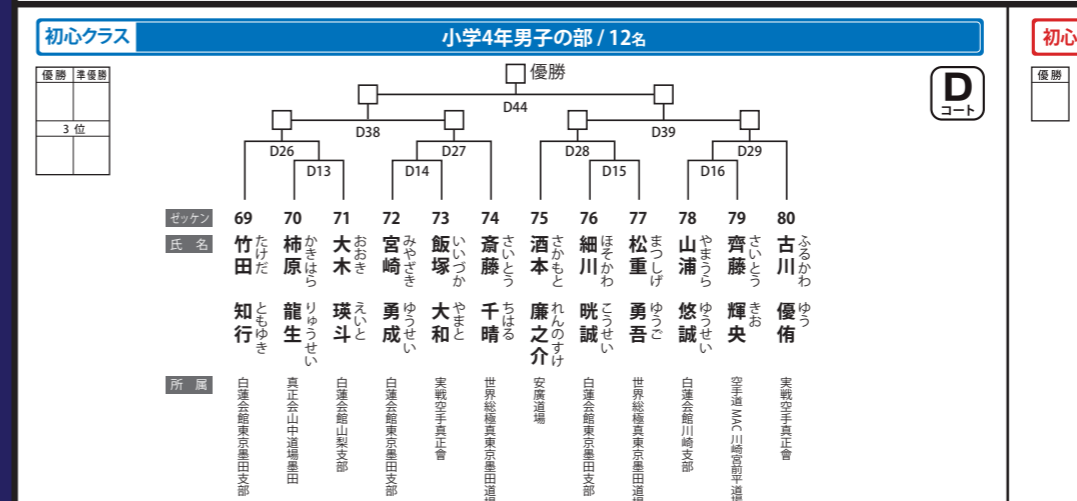 初心クラス
小学4年男子の部 / 12名
初心
優勝 準優勝
3 位
優勝
D
コート
優勝
D44
D38 D39
D26 D27 D28 D29
D13 D14 D15 D16
ゼッケン 69 70 71 72 73 74 75 76 77 78 79 80
氏 名
竹田 知行 たけだ ともゆき
柿原 龍生 かきはら りゅうせい
大木 瑛斗 おおき えいと
宮崎 勇成 みやざき ゆうせい
飯塚 大和 いいづか やまと
斎藤 千晴 さいとう ちはる
酒本 廉之介 さかもと れんのすけ
細川 晄誠 ほそかわ こうせい
松重 勇吾 まつしげ ゆうご
山浦 悠誠 やまうら ゆうせい
齊藤 輝央 さいとう きお
古川 優侑 ふるかわ ゆう
所 属
白蓮会館東京墨田支部
真正会山中道場墨田
白蓮会館山梨支部
白蓮会館東京墨田支部
実戦空手真正會
世界総極真東京墨田道場
安廣道場
白蓮会館東京墨田支部
世界総極真東京墨田道場
白蓮会館川崎支部
空手道 MAC 川崎宮前平道場
実戦空手真正會